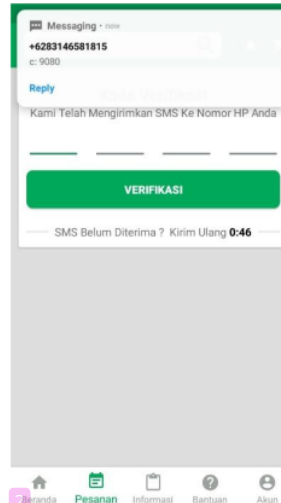 Messaging • now
+6283146581815
c: 9080
Reply
Kami Telah Mengirimkan SMS Ke Nomor HP Anda
VERIFIKASI
SMS Belum Diterima ? Kirim Ulang 0:46
Beranda Pesanan Informasi Bantuan Akun